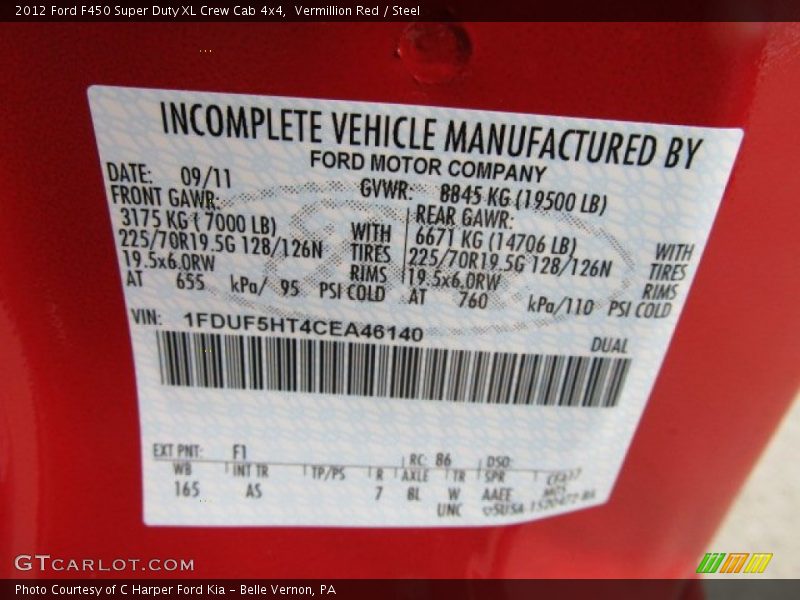 2012 Ford F450 Super Duty XL Crew Cab 4x4,  Vermillion Red / Steel
INCOMPLETE VEHICLE MANUFACTURED BY
FORD MOTOR COMPANY
DATE: 09/11 GVWR: 8845 KG (19500 LB)
FRONT GAWR: REAR GAWR:
3175 KG ( 7000 LB) WITH 6671 KG (14706 LB) WITH
225/70R19.5G 128/126N TIRES 225/70R19.5G 128/126N TIRES
19.5x6.0RW RIMS 19.5x6.0RW RIMS
AT 655 kPa/ 95 PSI COLD AT 760 kPa/110 PSI COLD
VIN: 1FDUF5HT4CEA46140
DUAL
EXT PNT: F1 RC: 86 DSO:
WB INT TR TP/PS R AXLE TR SPR
165 AS 7 8L W AAEE
UNC
GTCARLOT.COM
Photo Courtesy of C Harper Ford Kia - Belle Vernon, PA